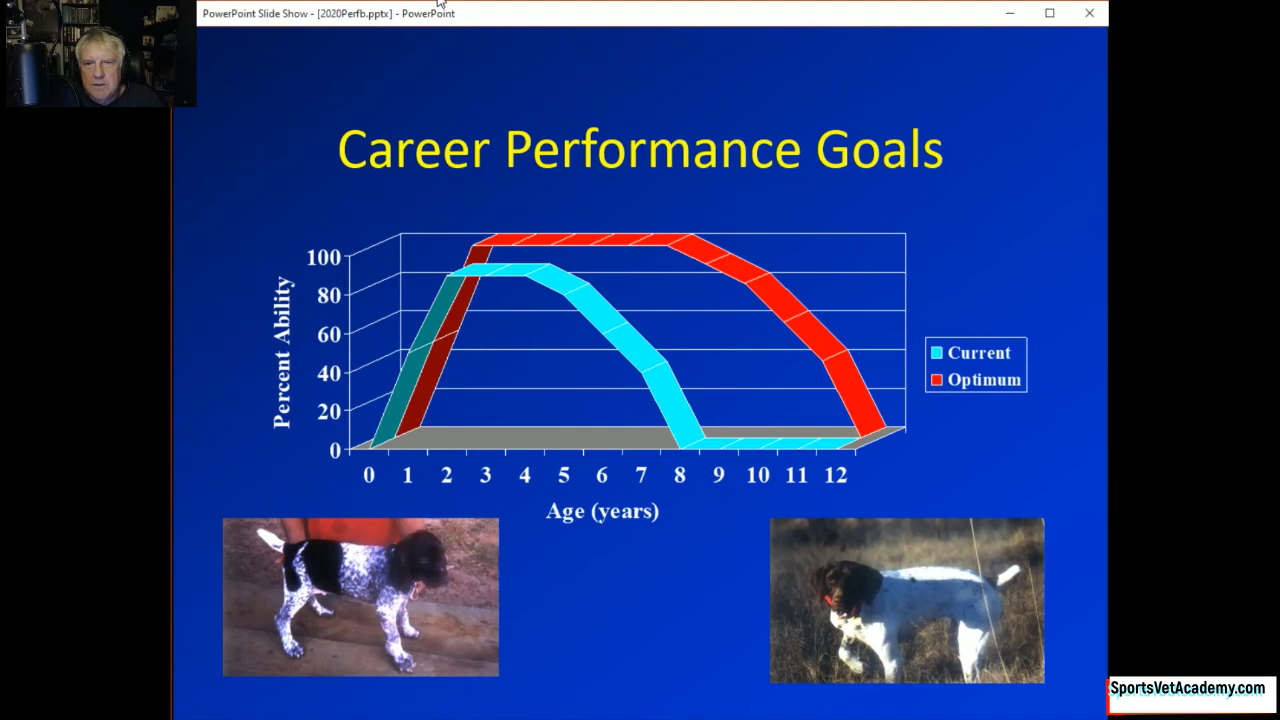 PowerPoint Slide Show - [2020Perfb.pptx] - PowerPoint
Career Performance Goals
Percent Ability
100
80
60
40
20
0
0 1 2 3 4 5 6 7 8 9 10 11 12
Age (years)
Current
Optimum
SportsVetAcademy.com